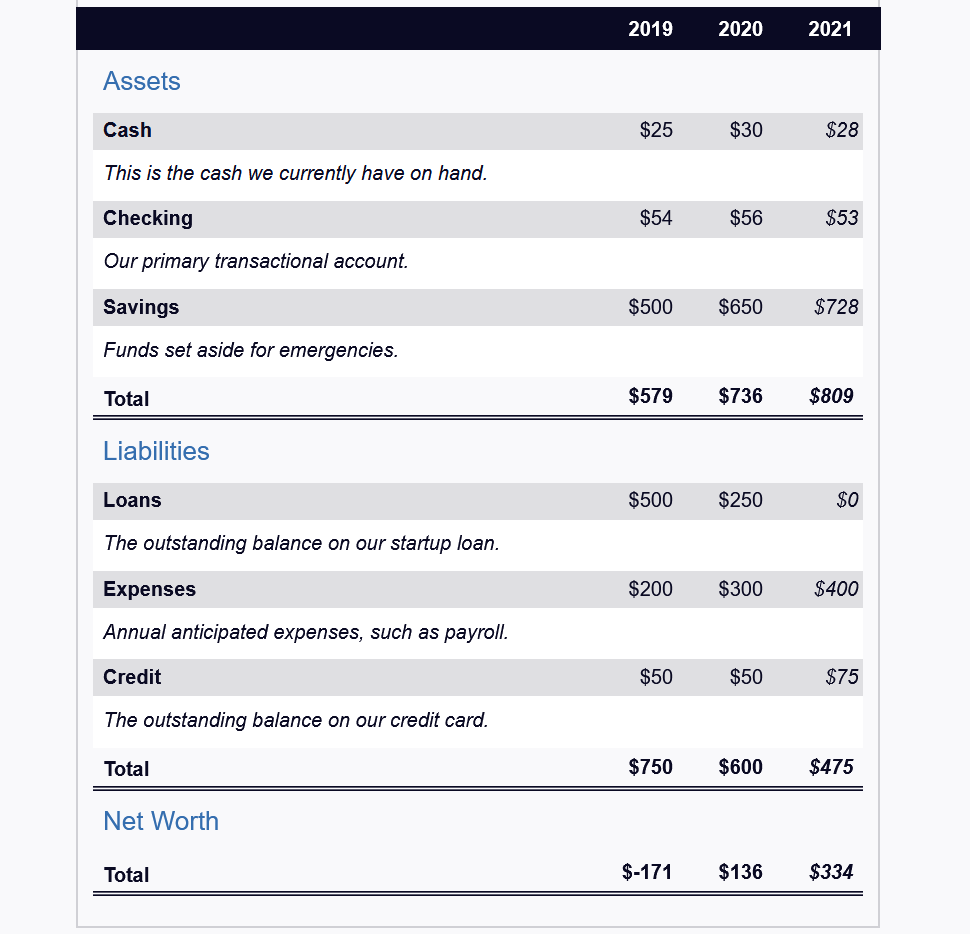 2019 2020 2021
Assets
Cash $25 $30 $28
This is the cash we currently have on hand.
Checking $54 $56 $53
Our primary transactional account.
Savings $500 $650 $728
Funds set aside for emergencies.
Total $579 $736 $809
Liabilities
Loans $500 $250 $0
The outstanding balance on our startup loan.
Expenses $200 $300 $400
Annual anticipated expenses, such as payroll.
Credit $50 $50 $75
The outstanding balance on our credit card.
Total $750 $600 $475
Net Worth
Total $-171 $136 $334